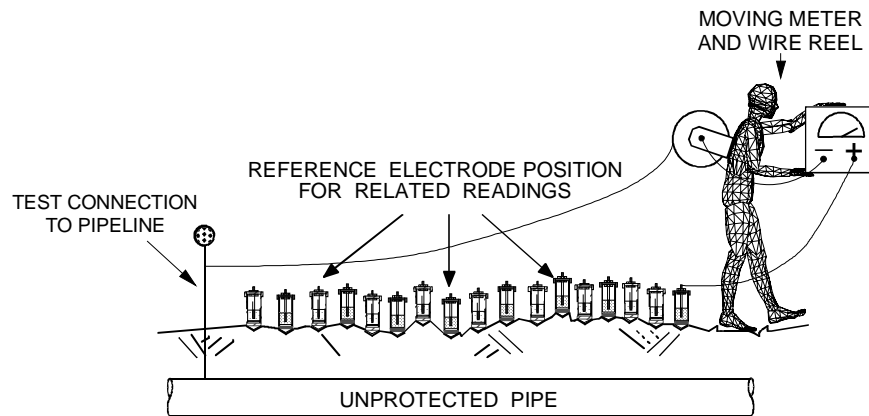 MOVING METER
AND WIRE REEL
− +
REFERENCE ELECTRODE POSITION
FOR RELATED READINGS
TEST CONNECTION
TO PIPELINE
UNPROTECTED PIPE